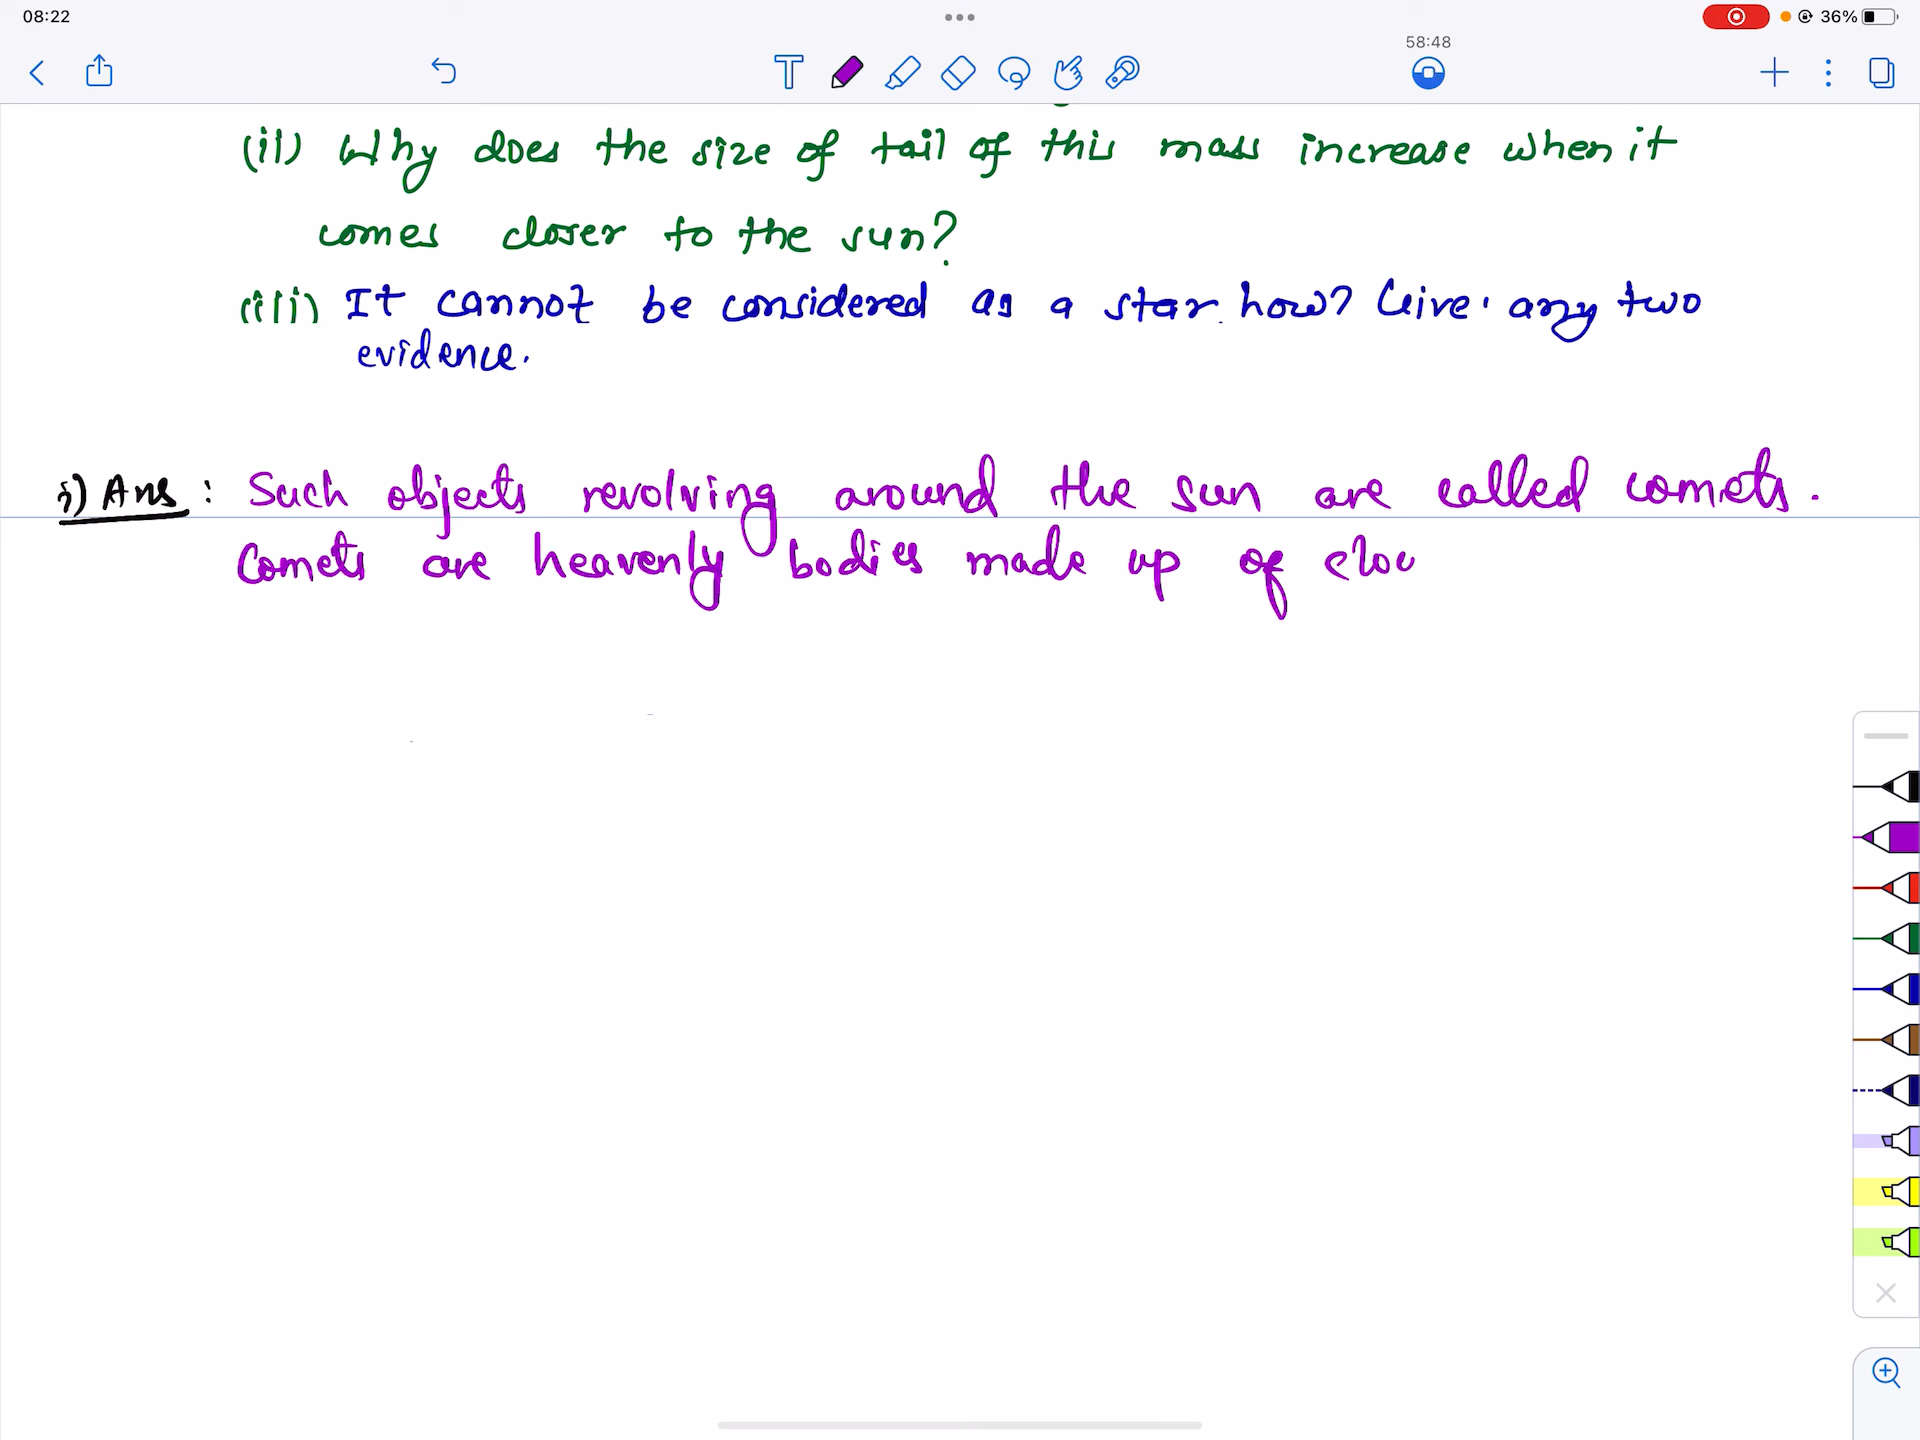 08:22
36%
58:48
T
(ii) Why does the size of tail of this mass increase when it
comes closer to the sun?
(iii) It cannot be considered as a star. how? Give any two
evidence.
i) Ans : Such objects revolving around the sun are called comets.
Comets are heavenly bodies made up of clou